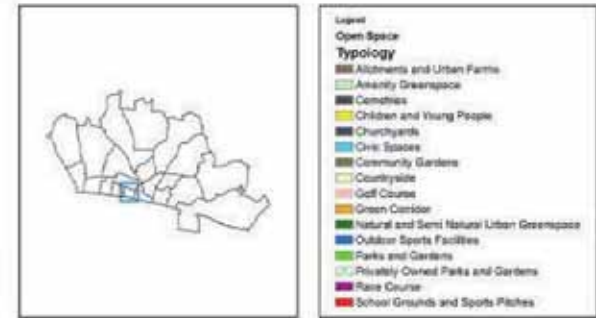 Legend
Open Space
Typology
Allotments and Urban Farms
Amenity Greenspace
Cemetries
Children and Young People
Churchyards
Civic Spaces
Community Gardens
Countryside
Golf Course
Green Corridor
Natural and Semi Natural Urban Greenspace
Outdoor Sports Facilities
Parks and Gardens
Privately Owned Parks and Gardens
Race Course
School Grounds and Sports Pitches